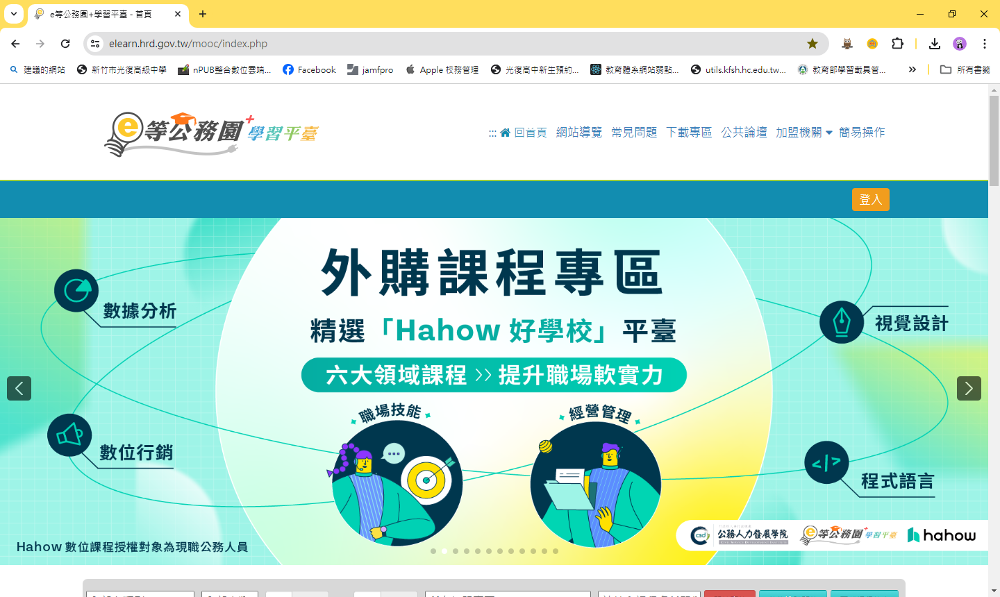 e等公務園+學習平臺 - 首頁
elearn.hrd.gov.tw/mooc/index.php
建議的網站 新竹市光復高級中學 nPUB整合數位雲端... Facebook jamfpro Apple 校務管理 光復高中新生預約... 教育體系網站弱點... utils.kfsh.hc.edu.tw... 教育部學習載具管... 所有書籤
e等公務園+學習平臺
::: 回首頁 網站導覽 常見問題 下載專區 公共論壇 加盟機關 簡易操作
登入
外購課程專區
數據分析
視覺設計
精選「Hahow 好學校」平臺
六大領域課程 >> 提升職場軟實力
職場技能
經營管理
數位行銷
程式語言
</>
csdi 公務人力發展學院 e等公務園+學習平臺 hahow
Hahow 數位課程授權對象為現職公務人員